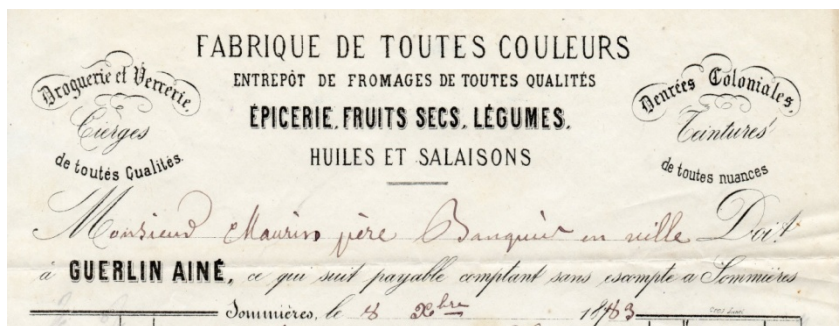 FABRIQUE DE TOUTES COULEURS
ENTREPÔT DE FROMAGES DE TOUTES QUALITÉS
ÉPICERIE, FRUITS SECS, LÉGUMES,
HUILES ET SALAISONS
Droguerie et Verrerie,
Cierges
de toutes Qualités.
Denrées Coloniales,
Teintures
de toutes nuances
Monsieur Maurin père Banquier en ville Doit
à GUERLIN AINÉ, ce qui suit payable comptant sans escompte a Sommières
Sommières, le 8 Xbre 1883